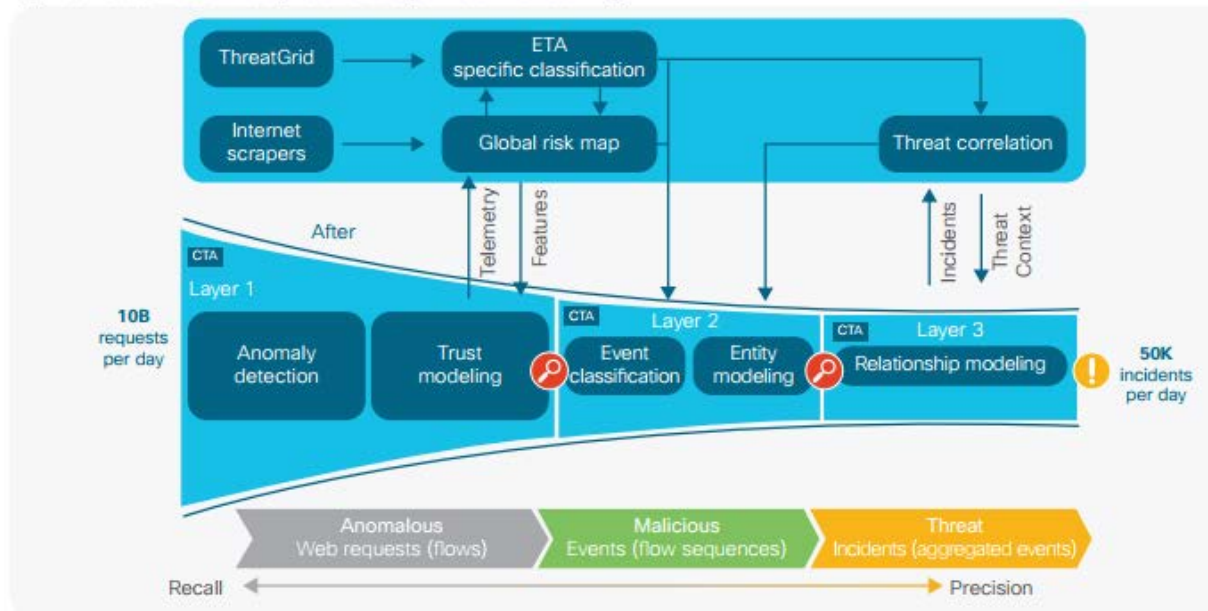 ThreatGrid
ETA
specific classification
Internet
scrapers
Global risk map
Threat correlation
After
Telemetry
Features
Incidents
Threat
Context
CTA
Layer 1
10B
requests
per day
Anomaly
detection
Trust
modeling
CTA
Layer 2
Event
classification
Entity
modeling
CTA
Layer 3
Relationship modeling
50K
incidents
per day
Anomalous
Web requests (flows)
Malicious
Events (flow sequences)
Threat
Incidents (aggregated events)
Recall
Precision